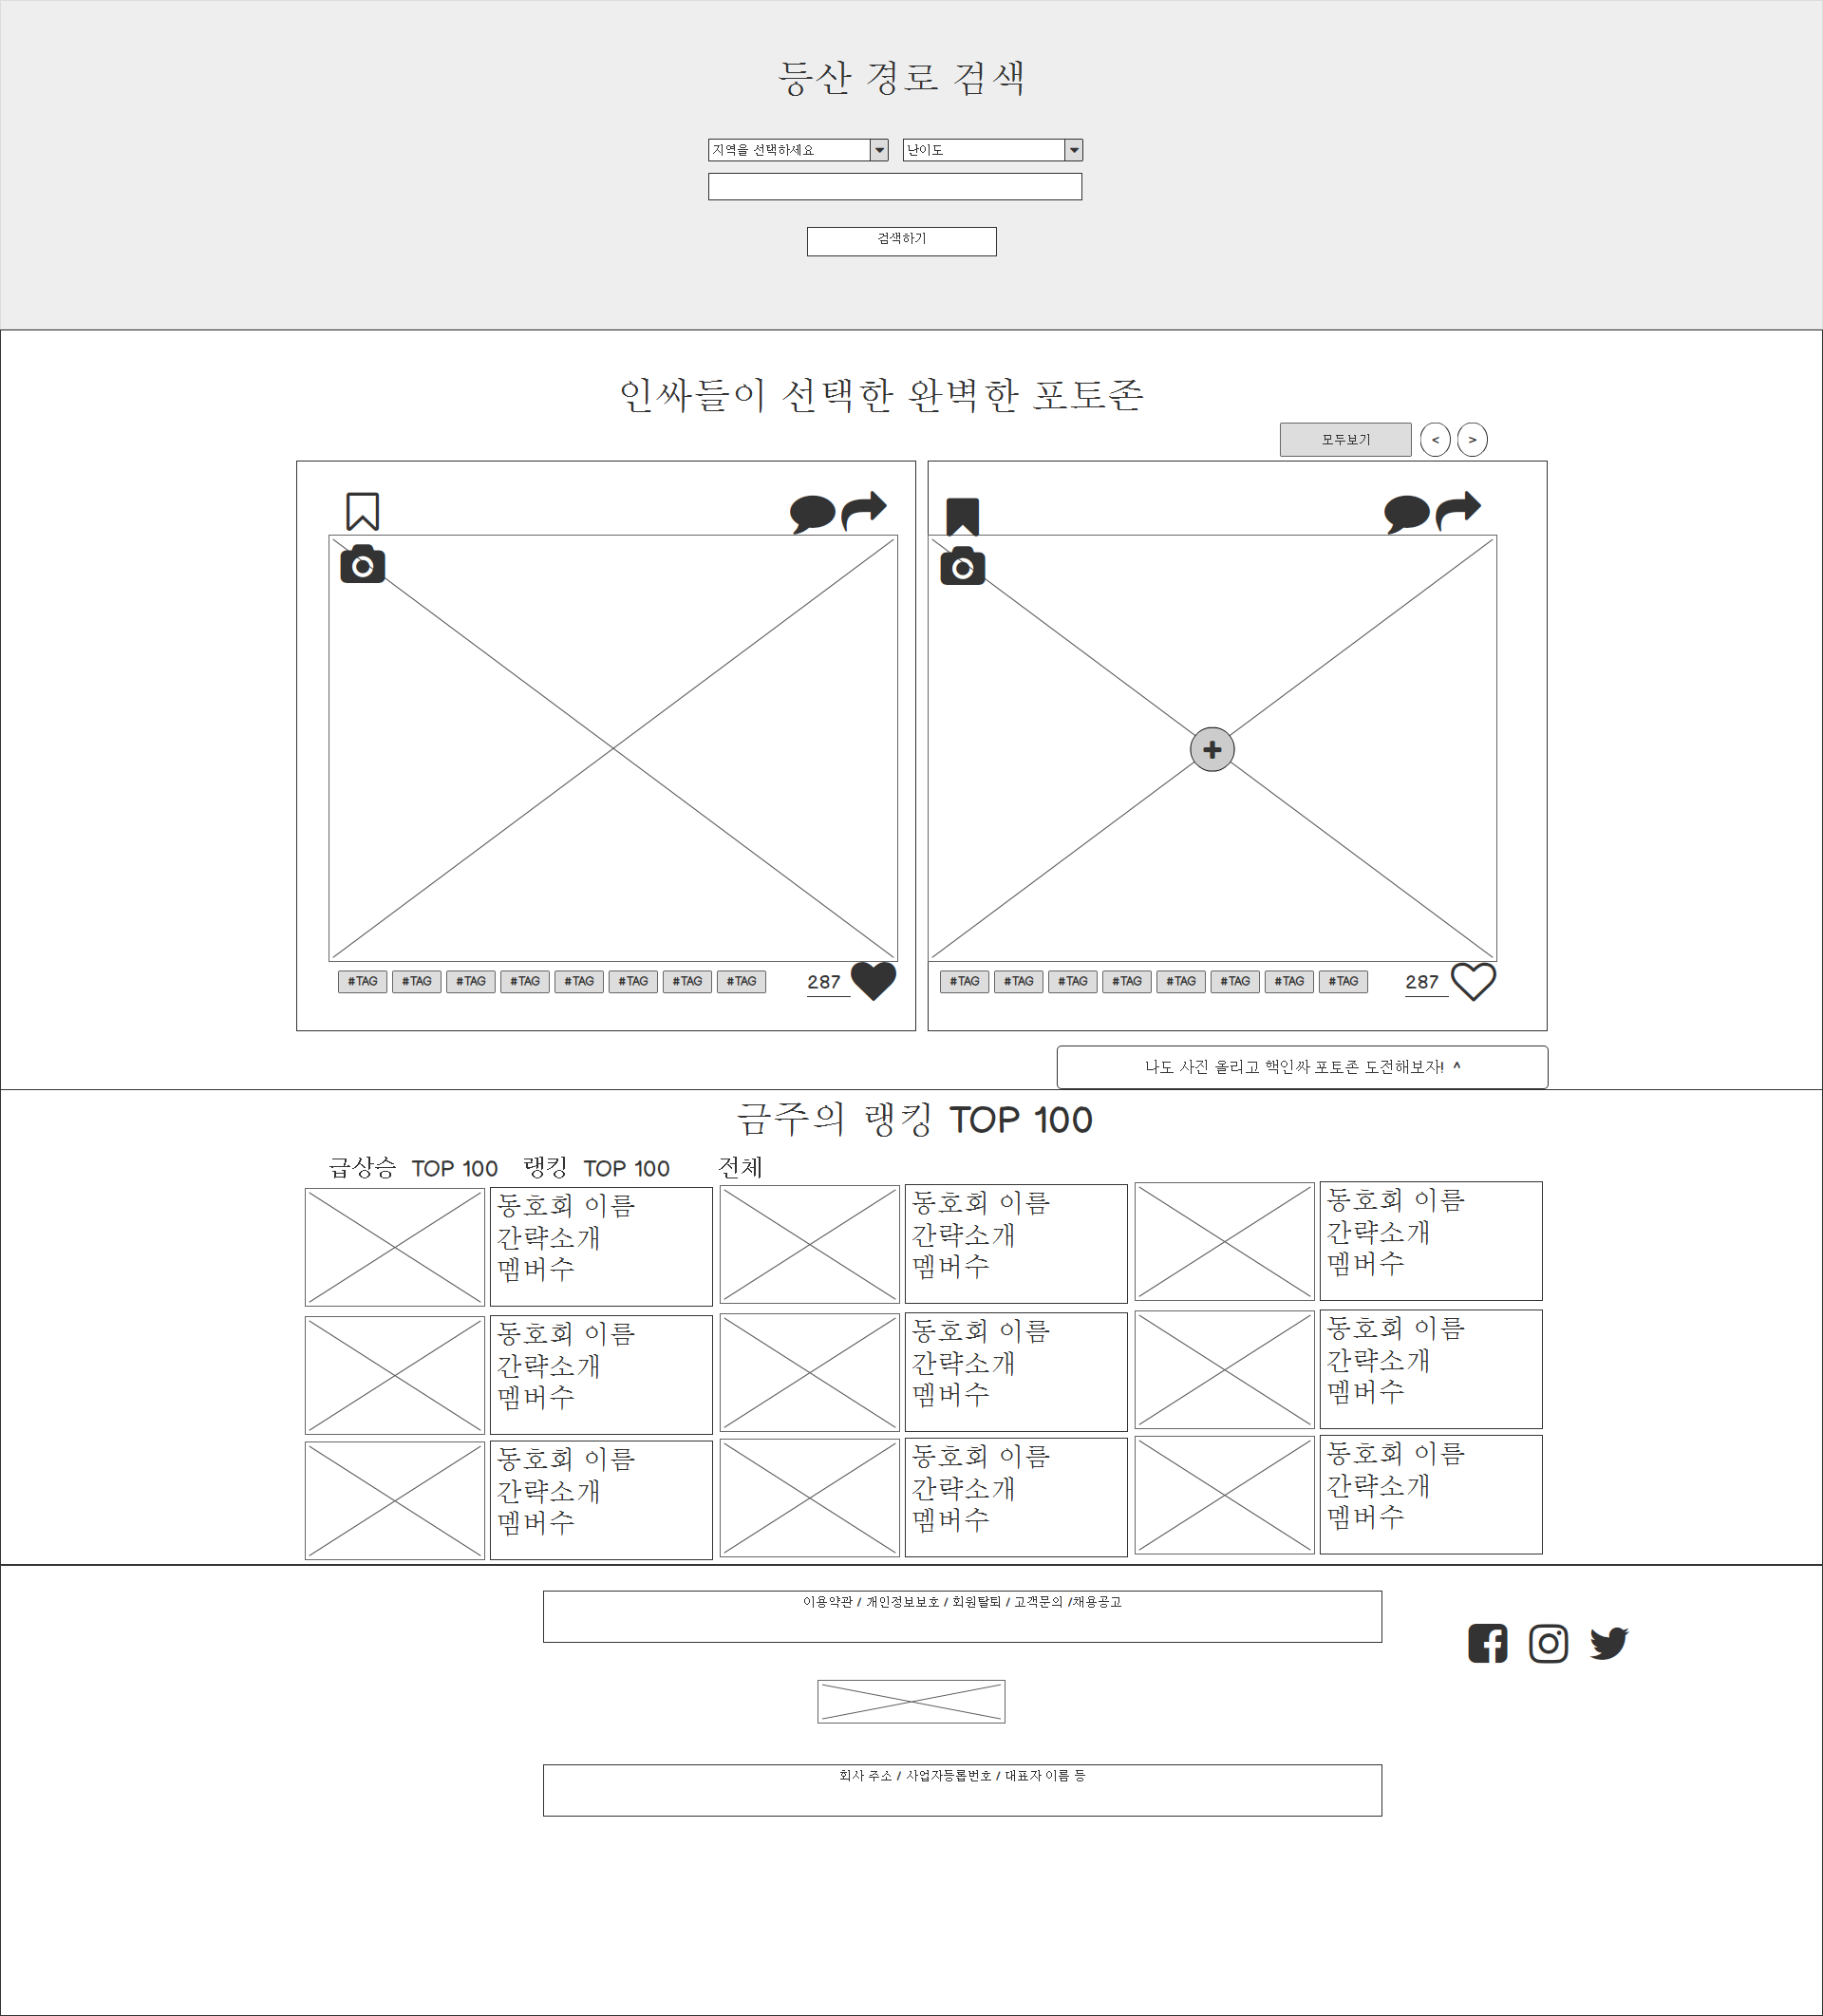 등산 경로 검색
지역을 선택하세요 난이도
검색하기
인싸들이 선택한 완벽한 포토존
모두보기 < >
#TAG #TAG #TAG #TAG #TAG #TAG #TAG #TAG 287
#TAG #TAG #TAG #TAG #TAG #TAG #TAG #TAG 287
나도 사진 올리고 핵인싸 포토존 도전해보자! ^
금주의 랭킹 TOP 100
급상승 TOP 100 랭킹 TOP 100 전체
동호회 이름
간략소개
멤버수
동호회 이름
간략소개
멤버수
동호회 이름
간략소개
멤버수
동호회 이름
간략소개
멤버수
동호회 이름
간략소개
멤버수
동호회 이름
간략소개
멤버수
동호회 이름
간략소개
멤버수
동호회 이름
간략소개
멤버수
동호회 이름
간략소개
멤버수
이용약관 / 개인정보보호 / 회원탈퇴 / 고객문의 /채용공고
회사 주소 / 사업자등롭번호 / 대표자 이름 등